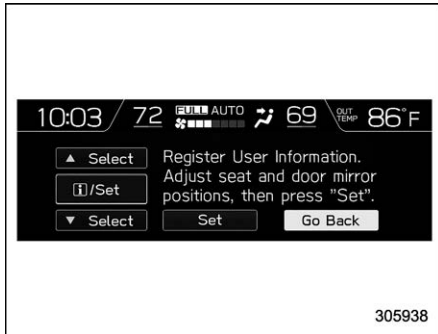 10:03 72 FULL AUTO 69 OUT TEMP 86°F
▲ Select
i/Set
▼ Select
Register User Information.
Adjust seat and door mirror
positions, then press "Set".
Set Go Back
305938